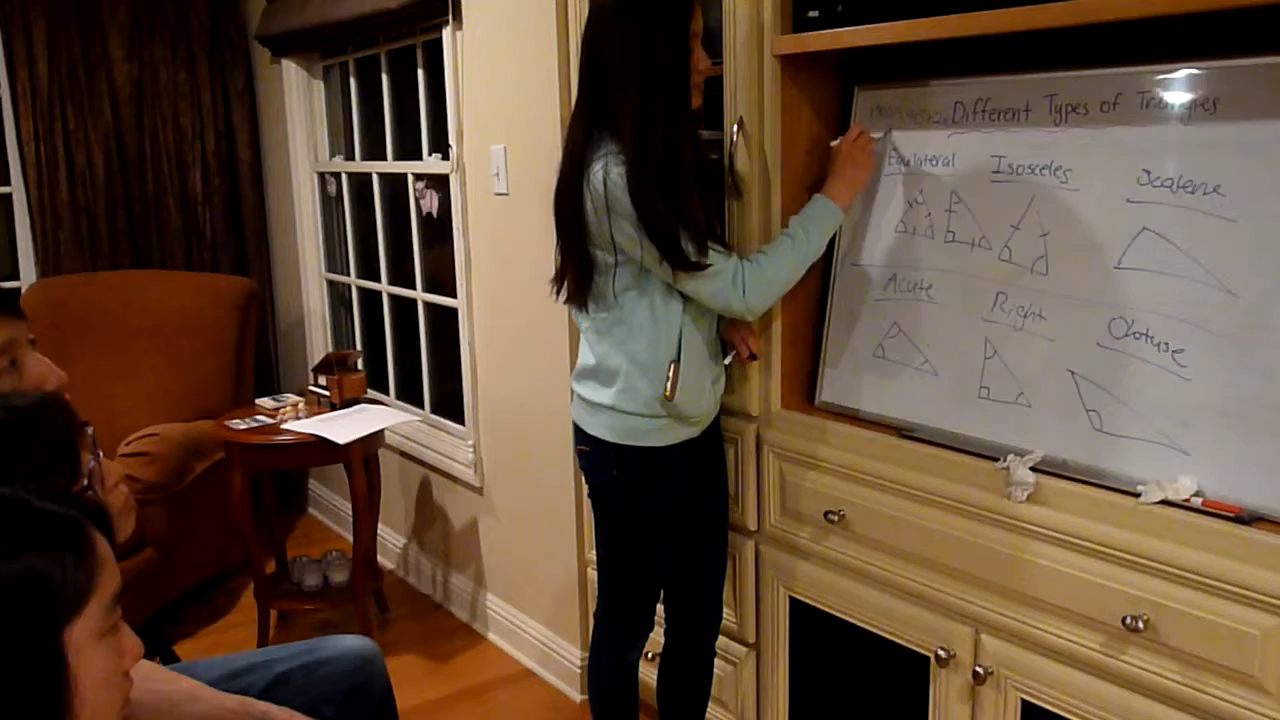 Different Types of Triangles
Equilateral Isosceles Scalene
Acute Right Obtuse